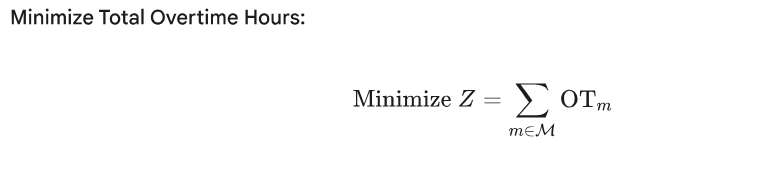 Minimize Total Overtime Hours:
Minimize Z = ∑_{m∈ℳ} OT_m